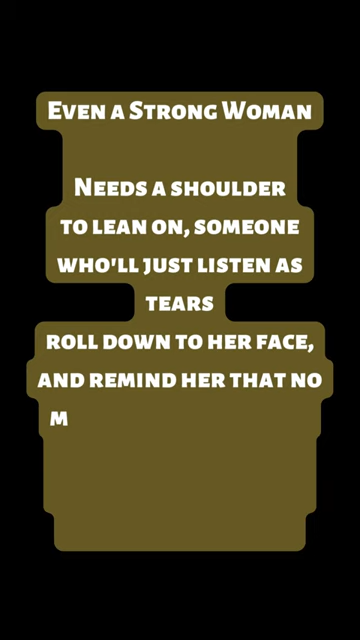 Even a Strong Woman
Needs a shoulder
to lean on, someone
who'll just listen as
tears
roll down to her face,
and remind her that no
m